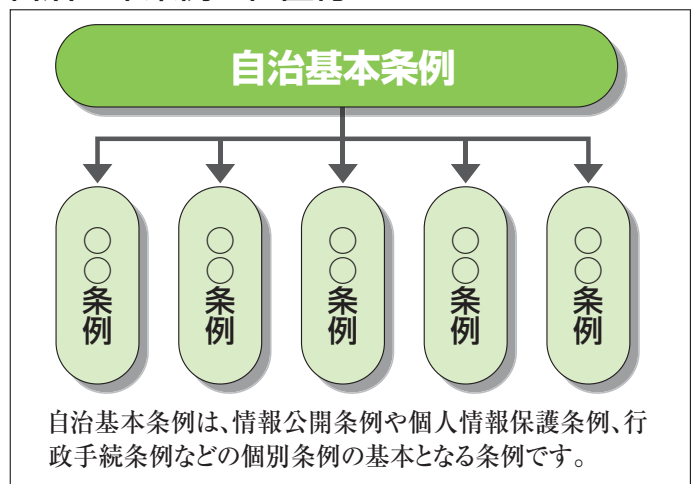 自治基本条例
○○条例
○○条例
○○条例
○○条例
○○条例
自治基本条例は、情報公開条例や個人情報保護条例、行
政手続条例などの個別条例の基本となる条例です。